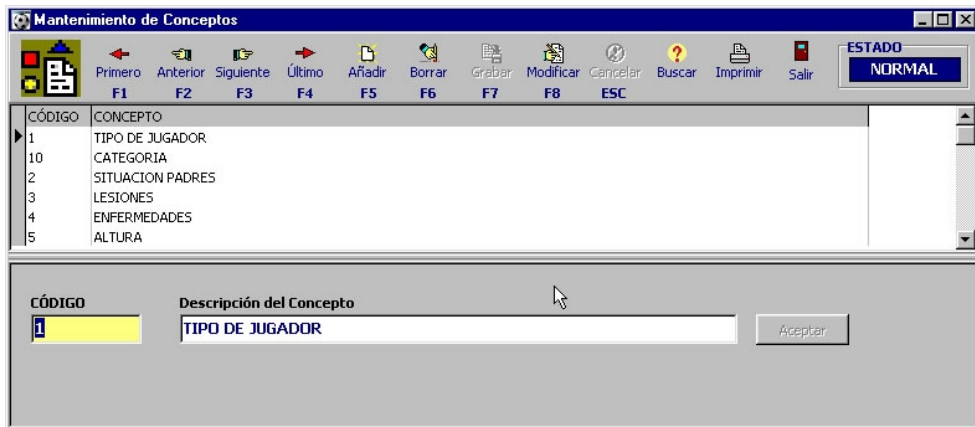 Mantenimiento de Conceptos
Primero Anterior Siguiente Último Añadir Borrar Grabar Modificar Cancelar Buscar Imprimir Salir
F1 F2 F3 F4 F5 F6 F7 F8 ESC
ESTADO
NORMAL
CÓDIGO CONCEPTO
1 TIPO DE JUGADOR
10 CATEGORIA
2 SITUACION PADRES
3 LESIONES
4 ENFERMEDADES
5 ALTURA
CÓDIGO Descripción del Concepto
1 TIPO DE JUGADOR Aceptar